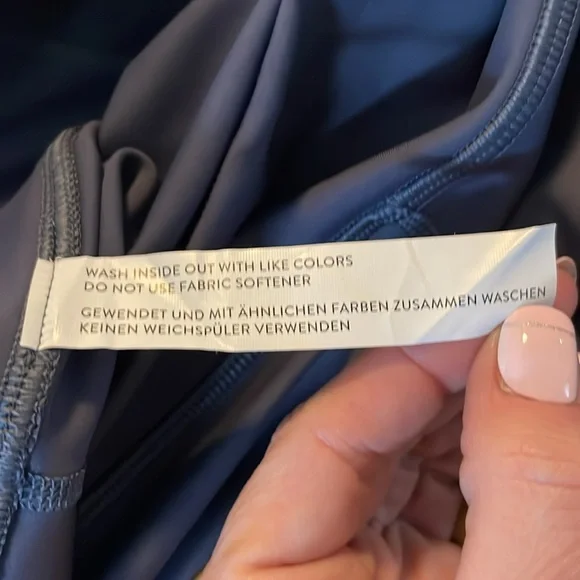 WASH INSIDE OUT WITH LIKE COLORS
DO NOT USE FABRIC SOFTENER
GEWENDET UND MIT ÄHNLICHEN FARBEN ZUSAMMEN WASCHEN
KEINEN WEICHSPÜLER VERWENDEN